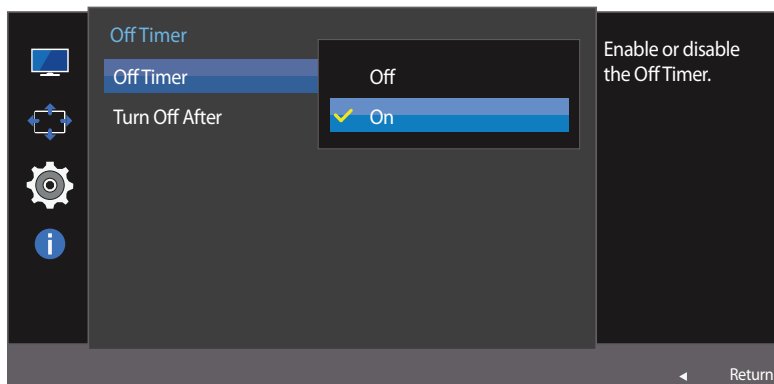 Off Timer
Off Timer
Off
Turn Off After
On
Enable or disable
the Off Timer.
Return